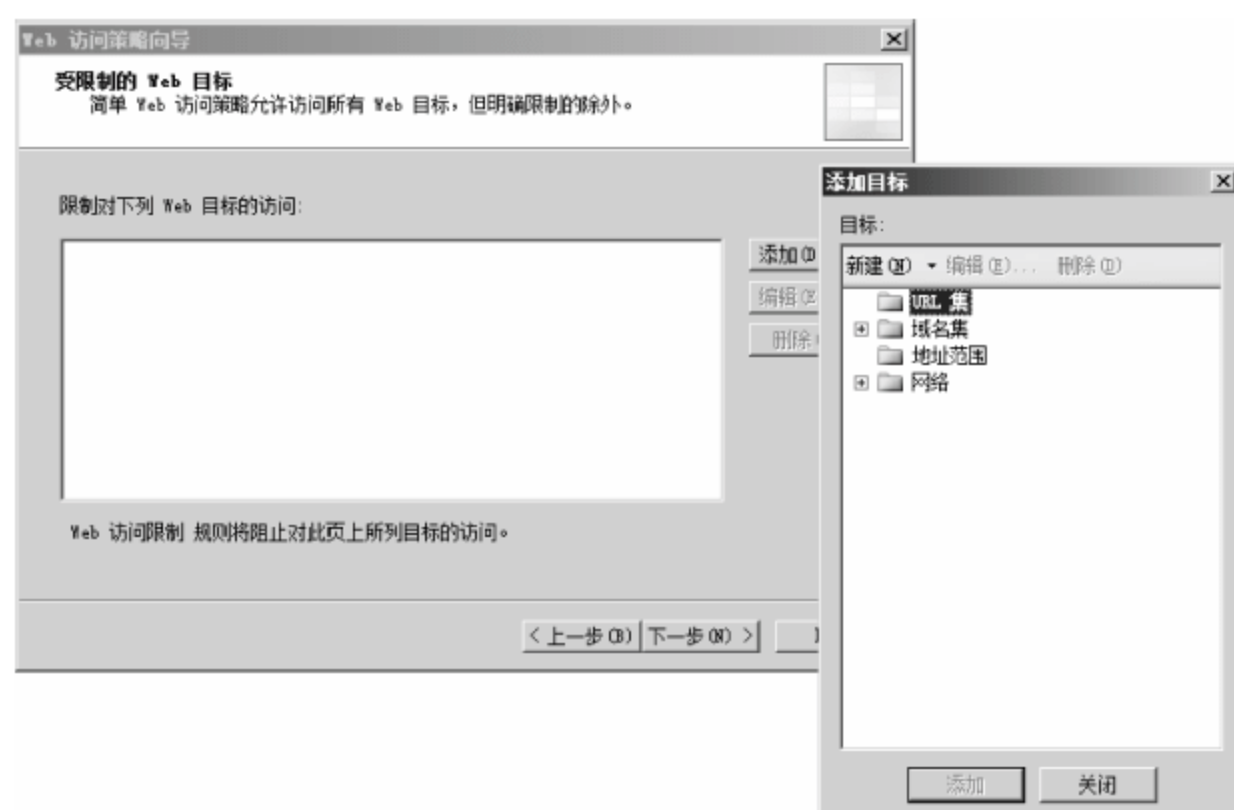 Web 访问策略向导
受限制的 Web 目标
简单 Web 访问策略允许访问所有 Web 目标，但明确限制的除外。
限制对下列 Web 目标的访问:
添加(D
编辑(E
删除
Web 访问限制 规则将阻止对此页上所列目标的访问。
< 上一步(B)
下一步(N) >
添加目标
目标:
新建(N) 编辑(E)... 删除(D)
URL 集
域名集
地址范围
网络
添加
关闭